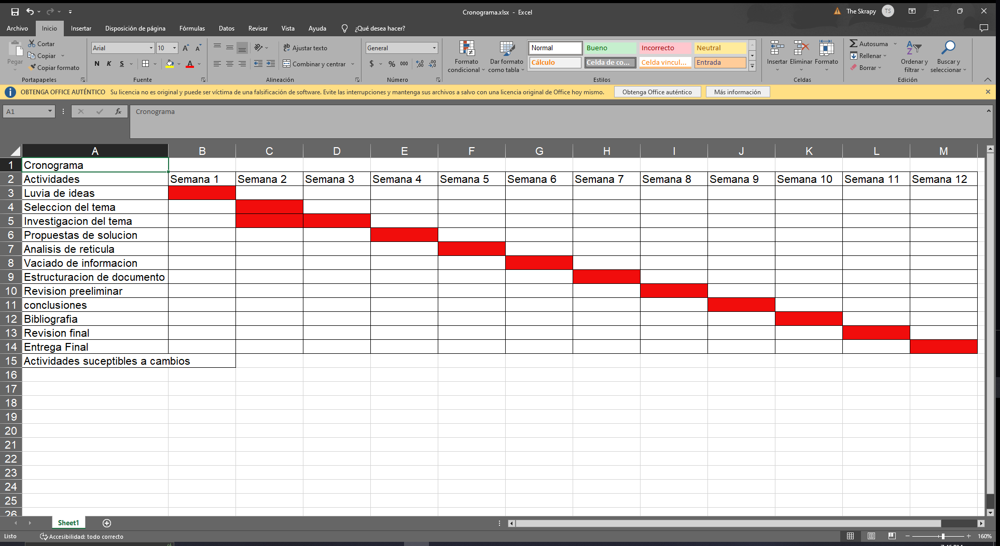 Cronograma.xlsx - Excel
The Skrapy TS
Archivo Inicio Insertar Disposición de página Fórmulas Datos Revisar Vista Ayuda ¿Qué desea hacer?
Pegar
Cortar
Copiar
Copiar formato
Portapapeles
Arial 10
N K S
Fuente
Ajustar texto
Combinar y centrar
Alineación
General
$ % 000
Número
Formato condicional
Dar formato como tabla
Normal Bueno Incorrecto Neutral
Cálculo Celda de co... Celda vincul... Entrada
Estilos
Insertar Eliminar Formato
Celdas
Autosuma
Rellenar
Borrar
Ordenar y filtrar
Buscar y seleccionar
Edición
OBTENGA OFFICE AUTÉNTICO Su licencia no es original y puede ser víctima de una falsificación de software. Evite las interrupciones y mantenga sus archivos a salvo con una licencia original de Office hoy mismo. Obtenga Office auténtico Más información
A1 fx Cronograma
A B C D E F G H I J K L M
1 Cronograma
2 Actividades Semana 1 Semana 2 Semana 3 Semana 4 Semana 5 Semana 6 Semana 7 Semana 8 Semana 9 Semana 10 Semana 11 Semana 12
3 Luvia de ideas
4 Seleccion del tema
5 Investigacion del tema
6 Propuestas de solucion
7 Analisis de reticula
8 Vaciado de informacion
9 Estructuracion de documento
10 Revision preeliminar
11 conclusiones
12 Bibliografia
13 Revision final
14 Entrega Final
15 Actividades suceptibles a cambios
16
17
18
19
20
21
22
23
24
25
26
Sheet1
Listo Accesibilidad: todo correcto 160%